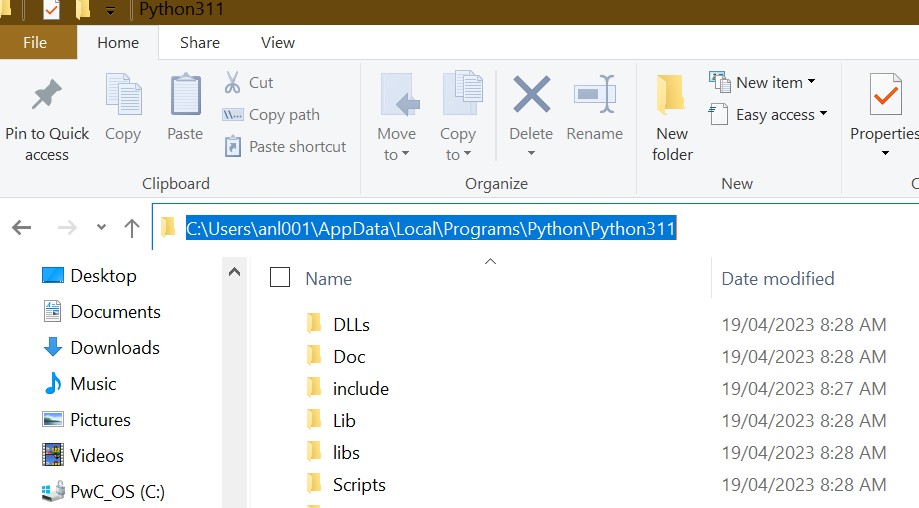 Python311
File Home Share View
Pin to Quick access
Copy
Paste
Cut
Copy path
Paste shortcut
Clipboard
Move to
Copy to
Delete
Rename
Organize
New folder
New item
Easy access
New
Properties
C:\Users\anl001\AppData\Local\Programs\Python\Python311
Desktop
Documents
Downloads
Music
Pictures
Videos
PwC_OS (C:)
Name Date modified
DLLs 19/04/2023 8:28 AM
Doc 19/04/2023 8:28 AM
include 19/04/2023 8:27 AM
Lib 19/04/2023 8:28 AM
libs 19/04/2023 8:28 AM
Scripts 19/04/2023 8:28 AM